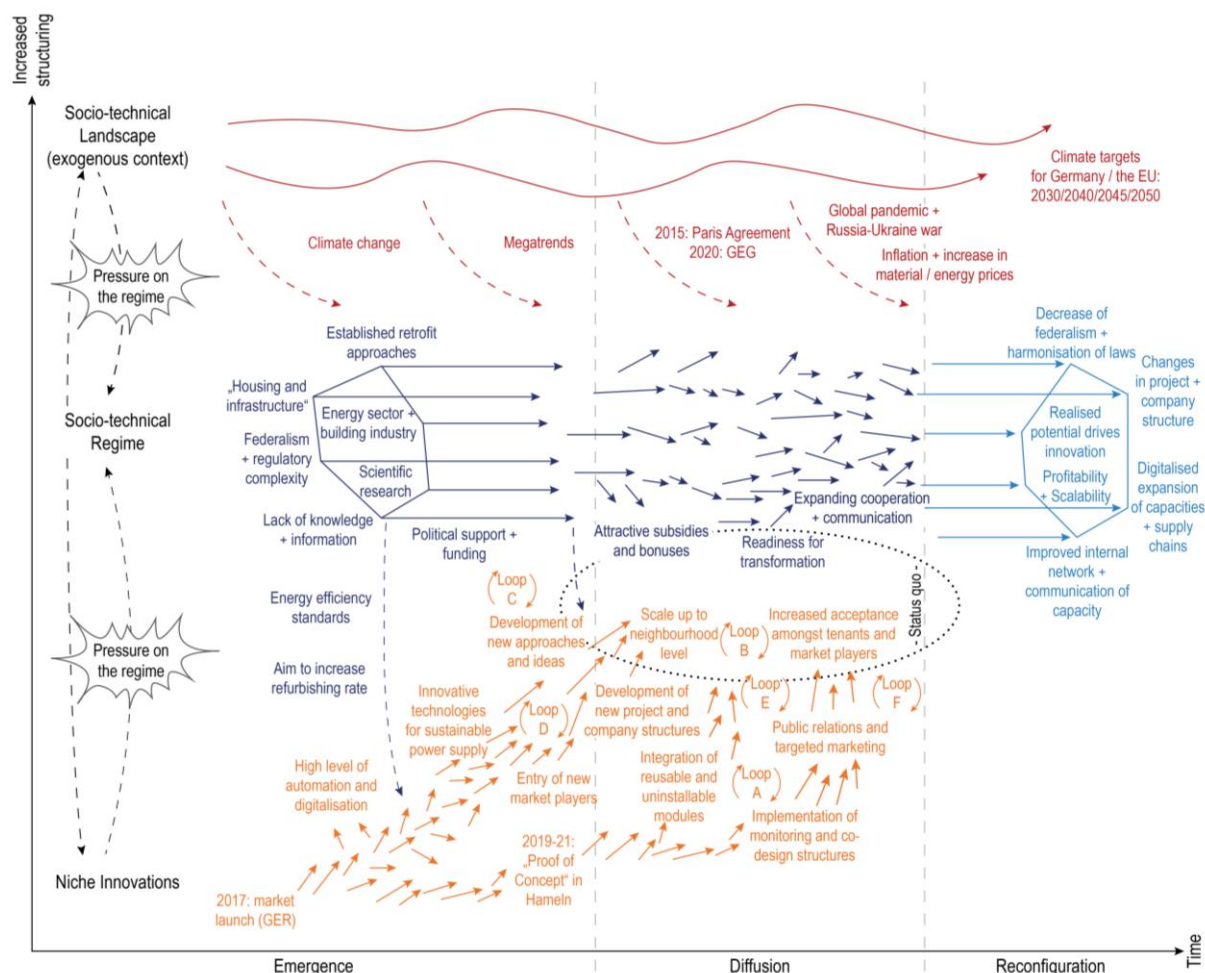 Increased
structuring
Socio-technical
Landscape
(exogenous context)
Pressure on
the regime
Socio-technical
Regime
Pressure on
the regime
Niche Innovations
Climate change
Megatrends
2015: Paris Agreement
2020: GEG
Global pandemic +
Russia-Ukraine war
Inflation + increase in
material / energy prices
Climate targets
for Germany / the EU:
2030/2040/2045/2050
Established retrofit
approaches
„Housing and
infrastructure“
Energy sector +
building industry
Federalism
+ regulatory
complexity
Scientific
research
Lack of knowledge
+ information
Political support +
funding
Energy efficiency
standards
Aim to increase
refurbishing rate
Attractive subsidies
and bonuses
Readiness for
transformation
Expanding cooperation
+ communication
- Status quo -
Decrease of
federalism +
harmonisation of laws
Changes
in project +
company
structure
Realised
potential drives
innovation
Profitability
+ Scalability
Digitalised
expansion
of capacities
+ supply
chains
Improved internal
network +
communication of
capacity
Loop
C
Development of
new approaches
and ideas
Scale up to
neighbourhood
level
Loop
B
Increased acceptance
amongst tenants and
market players
Innovative
technologies
for sustainable
power supply
Loop
D
Development of
new project and
company structures
Loop
E
Loop
F
Public relations and
targeted marketing
High level of
automation and
digitalisation
Entry of new
market players
Integration of
reusable and
uninstallable
modules
Loop
A
Implementation of
monitoring and co-
design structures
2019-21:
„Proof of
Concept“ in
Hameln
2017: market
launch (GER)
Emergence
Diffusion
Reconfiguration
Time